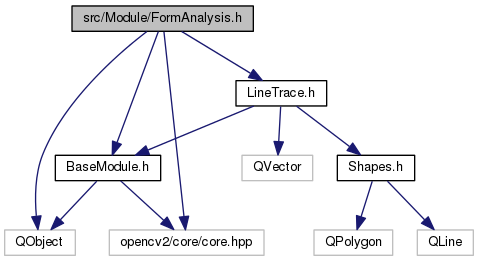 src/Module/FormAnalysis.h
LineTrace.h
BaseModule.h
QVector
Shapes.h
QObject
opencv2/core/core.hpp
QPolygon
QLine